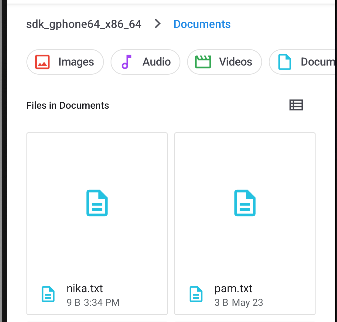 sdk_gphone64_x86_64 > Documents
Images Audio Videos Docum
Files in Documents
nika.txt pam.txt
9 B 3:34 PM 3 B May 23